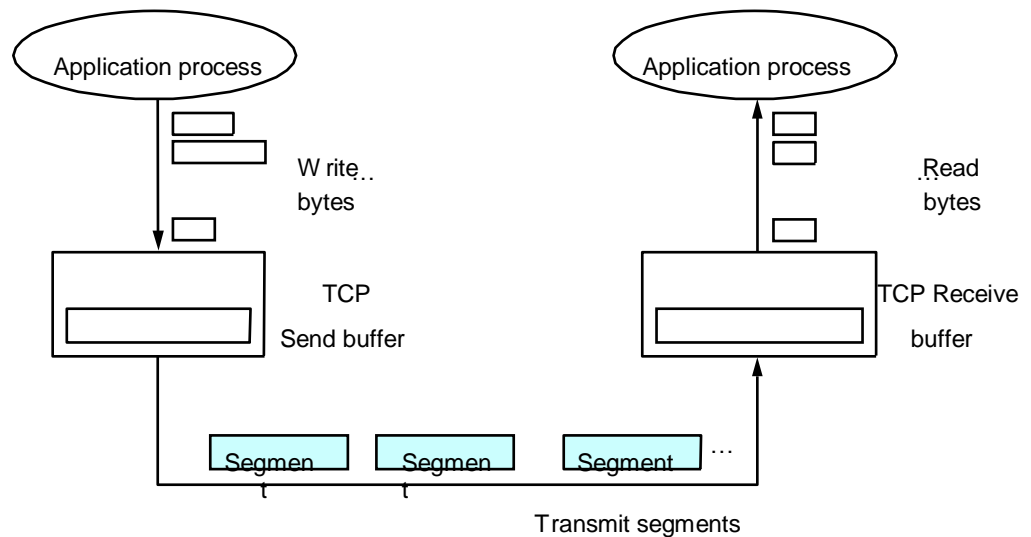 Application process
Application process
W rite
…
bytes
… Read
bytes
TCP
Send buffer
TCP Receive
buffer
Segmen
t
Segmen
t
Segment
…
Transmit segments